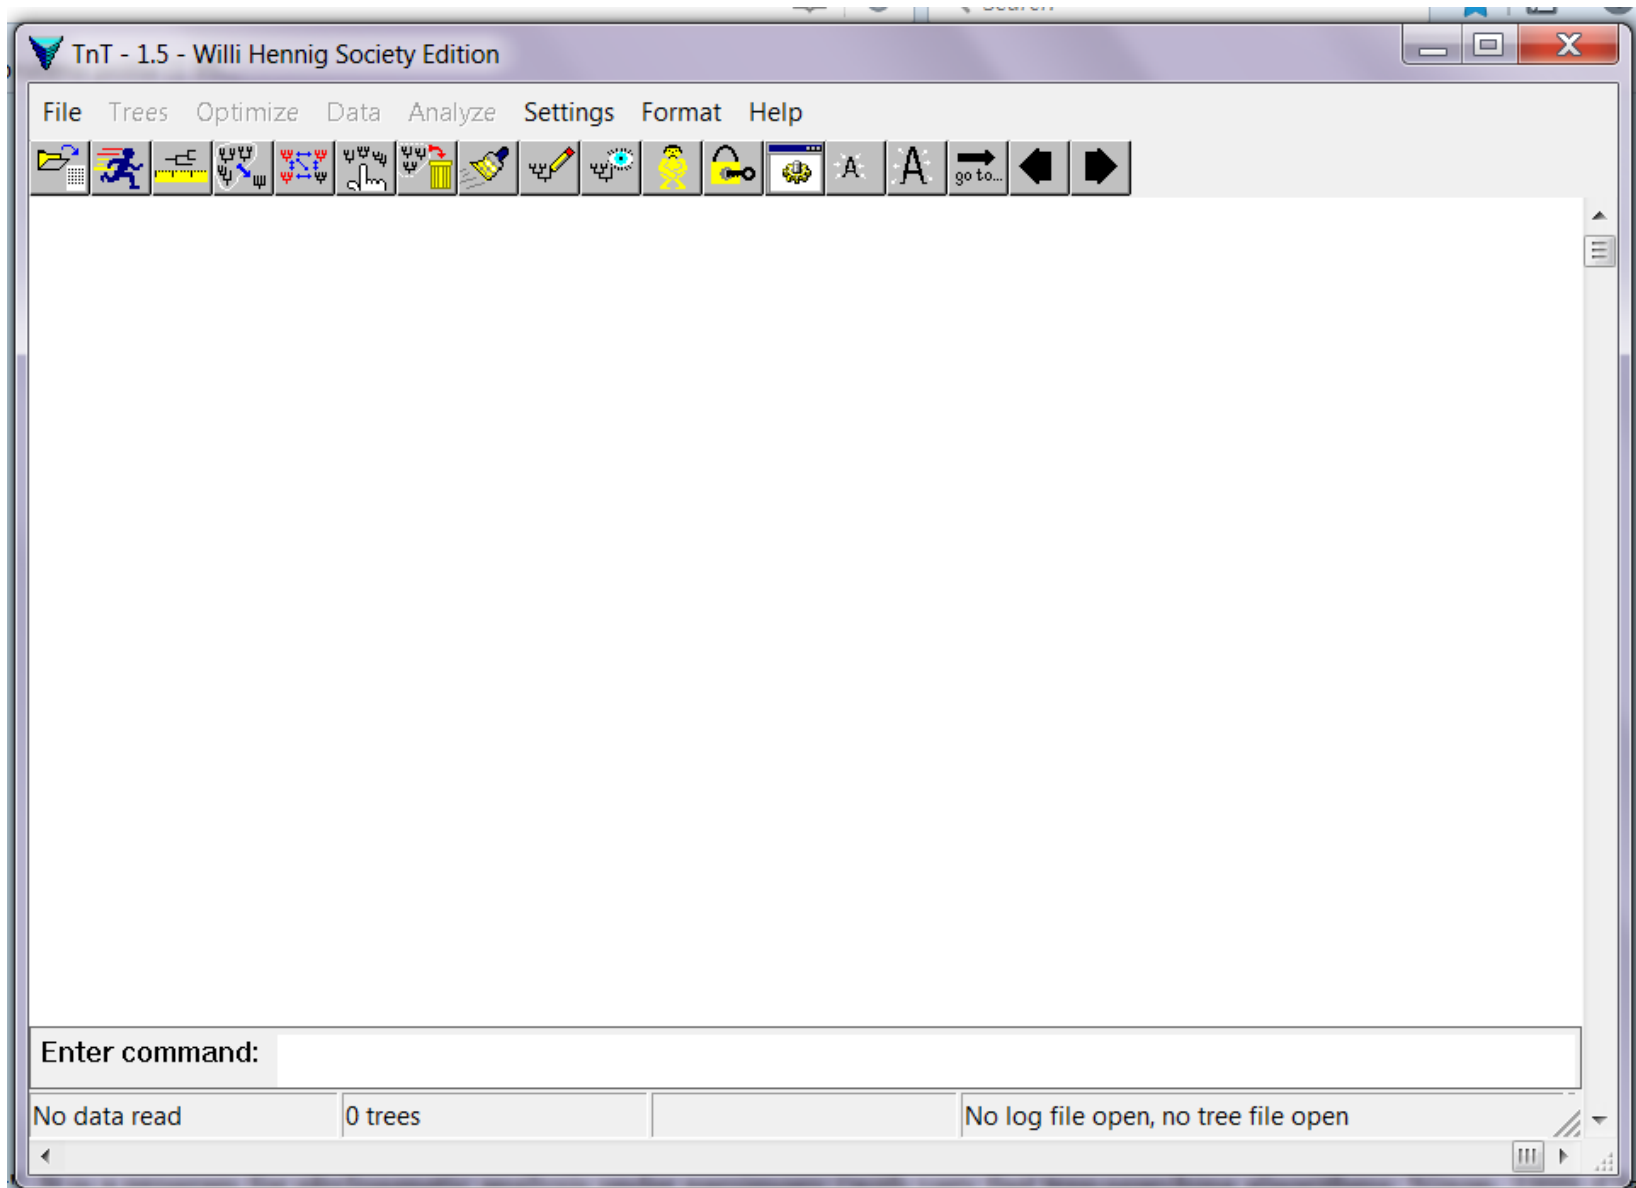 TnT - 1.5 - Willi Hennig Society Edition
File Trees Optimize Data Analyze Settings Format Help
A A go to...
Enter command:
No data read 0 trees No log file open, no tree file open